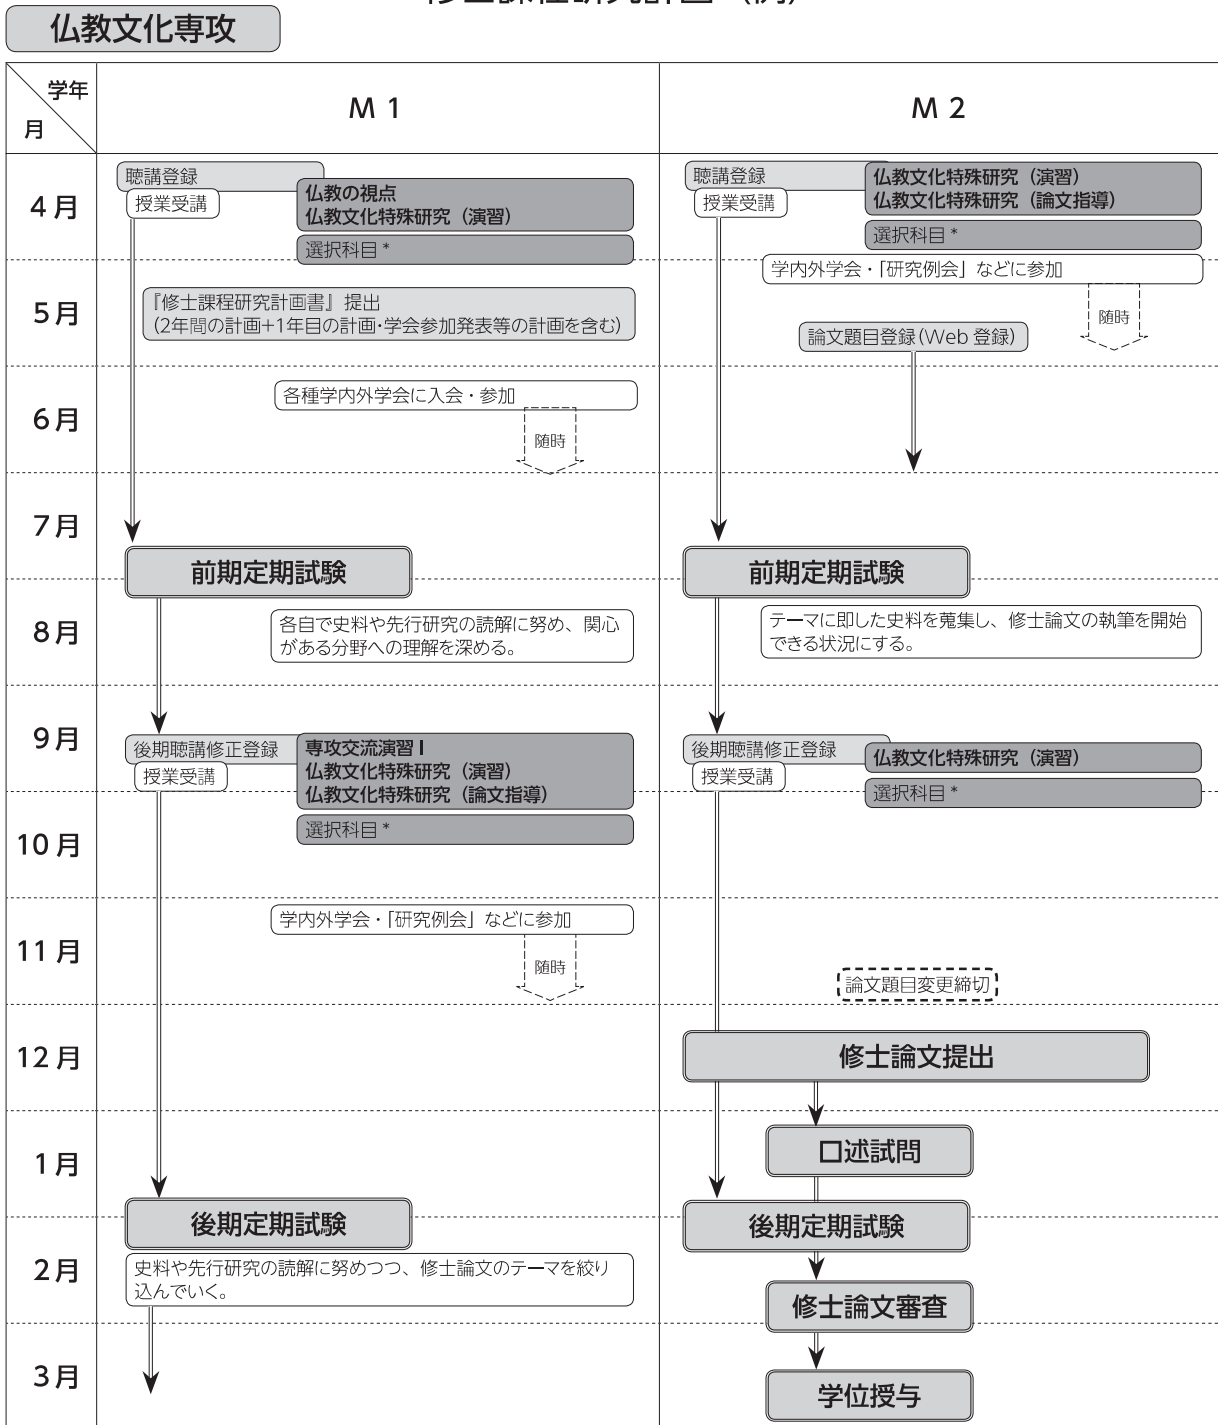 修士課程研究計画（例）
仏教文化専攻
学年
月
M 1
M 2
4月
聴講登録
授業受講
仏教の視点
仏教文化特殊研究（演習）
選択科目*
聴講登録
授業受講
仏教文化特殊研究（演習）
仏教文化特殊研究（論文指導）
選択科目*
学内外学会・「研究例会」などに参加
随時
5月
『修士課程研究計画書』提出
(2年間の計画+1年目の計画・学会参加発表等の計画を含む)
論文題目登録(Web 登録)
6月
各種学内外学会に入会・参加
随時
7月
前期定期試験
前期定期試験
8月
各自で史料や先行研究の読解に努め、関心
がある分野への理解を深める。
テーマに即した史料を蒐集し、修士論文の執筆を開始
できる状況にする。
9月
後期聴講修正登録
授業受講
専攻交流演習Ⅰ
仏教文化特殊研究（演習）
仏教文化特殊研究（論文指導）
選択科目*
後期聴講修正登録
授業受講
仏教文化特殊研究（演習）
選択科目*
10月
11月
学内外学会・「研究例会」などに参加
随時
論文題目変更締切
12月
修士論文提出
1月
口述試問
後期定期試験
後期定期試験
2月
史料や先行研究の読解に努めつつ、修士論文のテーマを絞り
込んでいく。
修士論文審査
3月
学位授与